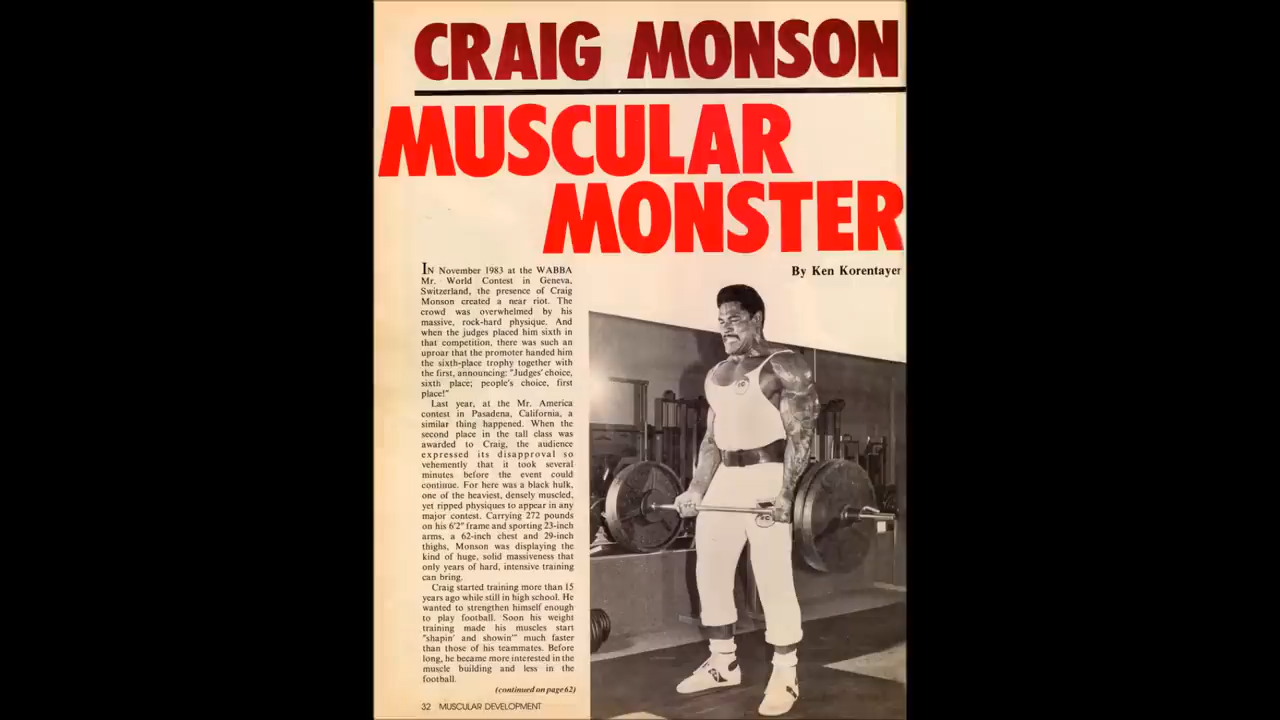 CRAIG MONSON
MUSCULAR
MONSTER
By Ken Korentayer
IN November 1983 at the WABBA
Mr. World Contest in Geneva,
Switzerland, the presence of Craig
Monson created a near riot. The
crowd was overwhelmed by his
massive, rock-hard physique. And
when the judges placed him sixth in
that competition, there was such an
uproar that the promoter handed him
the sixth-place trophy together with
the first, announcing: "Judges' choice,
sixth place; people's choice, first
place!"
Last year, at the Mr. America
contest in Pasadena, California, a
similar thing happened. When the
second place in the tall class was
awarded to Craig, the audience
expressed its disapproval so
vehemently that it took several
minutes before the event could
continue. For here was a black hulk,
one of the heaviest, densely muscled,
yet ripped physiques to appear in any
major contest. Carrying 272 pounds
on his 6'2" frame and sporting 23-inch
arms, a 62-inch chest and 29-inch
thighs, Monson was displaying the
kind of huge, solid massiveness that
only years of hard, intensive training
can bring.
Craig started training more than 15
years ago while still in high school. He
wanted to strengthen himself enough
to play football. Soon his weight
training made his muscles start
"shapin' and showin'" much faster
than those of his teammates. Before
long, he became more interested in the
muscle building and less in the
football.
(continued on page 62)
32 MUSCULAR DEVELOPMENT